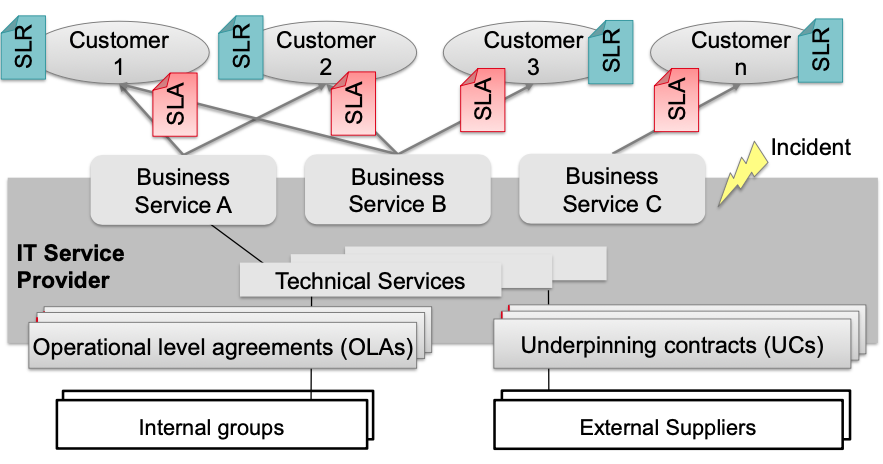 SLR
Customer
1
SLR
Customer
2
Customer
3
SLR
Customer
n
SLR
SLA
SLA
SLA
SLA
Incident
Business
Service A
Business
Service B
Business
Service C
IT Service
Provider
Technical Services
Operational level agreements (OLAs)
Underpinning contracts (UCs)
Internal groups
External Suppliers